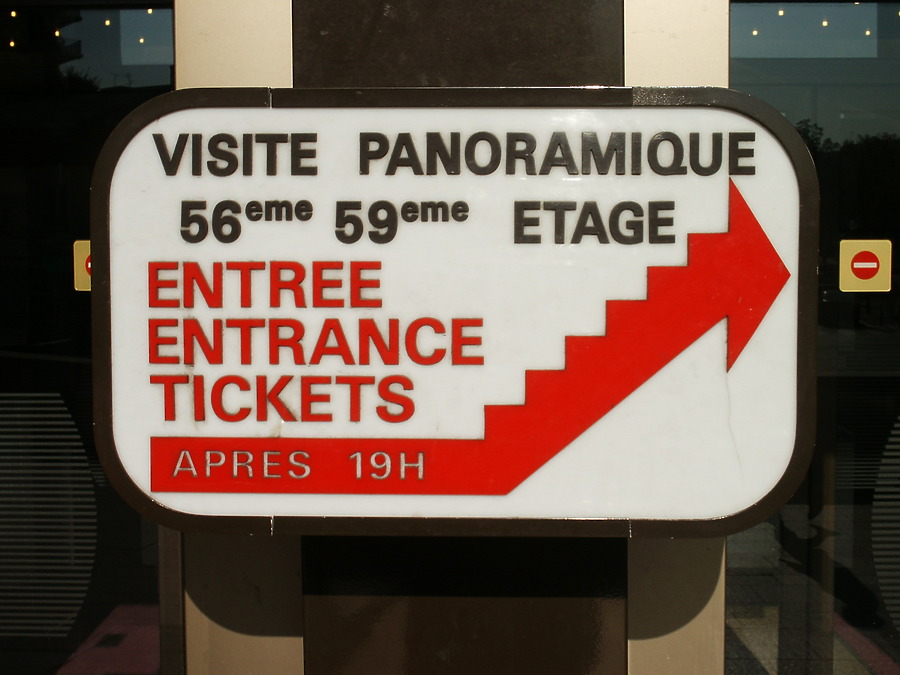 VISITE PANORAMIQUE
56eme 59eme ETAGE
ENTREE
ENTRANCE
TICKETS
APRES 19H